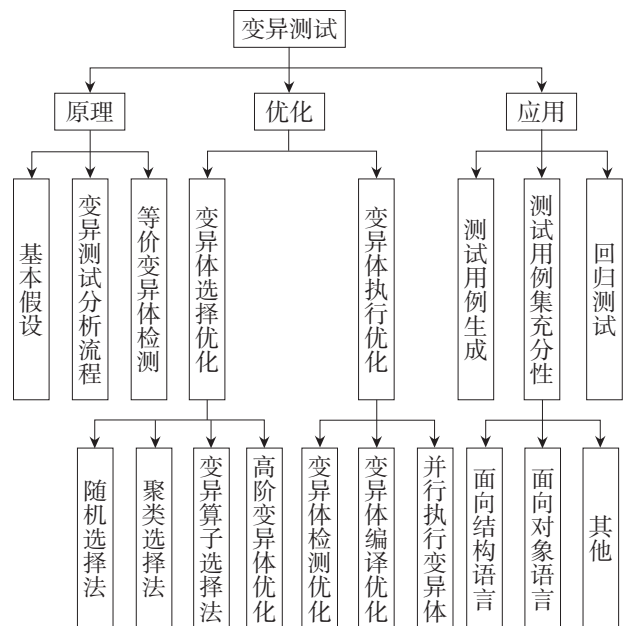 变异测试
原理
优化
应用
基本假设
变异测试分析流程
等价变异体检测
变异体选择优化
变异体执行优化
测试用例生成
测试用例集充分性
回归测试
随机选择法
聚类选择法
变异算子选择法
高阶变异体优化
变异体检测优化
变异体编译优化
并行执行变异体
面向结构语言
面向对象语言
其他